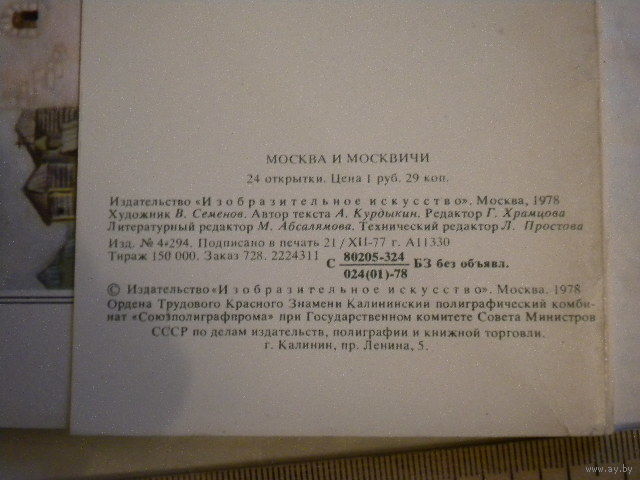 МОСКВА И МОСКВИЧИ
24 открытки. Цена 1 руб. 29 коп.
Издательство «Изобразительное искусство». Москва, 1978
Художник В. Семенов. Автор текста А. Курдыкин. Редактор Г. Храмцова
Литературный редактор М. Абсалямова. Технический редактор Л. Простова
Изд. № 4-294. Подписано в печать 21/XII-77 г. А11330
Тираж 150 000. Заказ 728. 2224311
С 80205-324 БЗ без объявл.
024(01)-78
© Издательство «Изобразительное искусство». Москва. 1978
Ордена Трудового Красного Знамени Калининский полиграфический комби-
нат «Союзполиграфпрома» при Государственном комитете Совета Министров
СССР по делам издательств, полиграфии и книжной торговли.
г. Калинин, пр. Ленина, 5.
www.ay.by